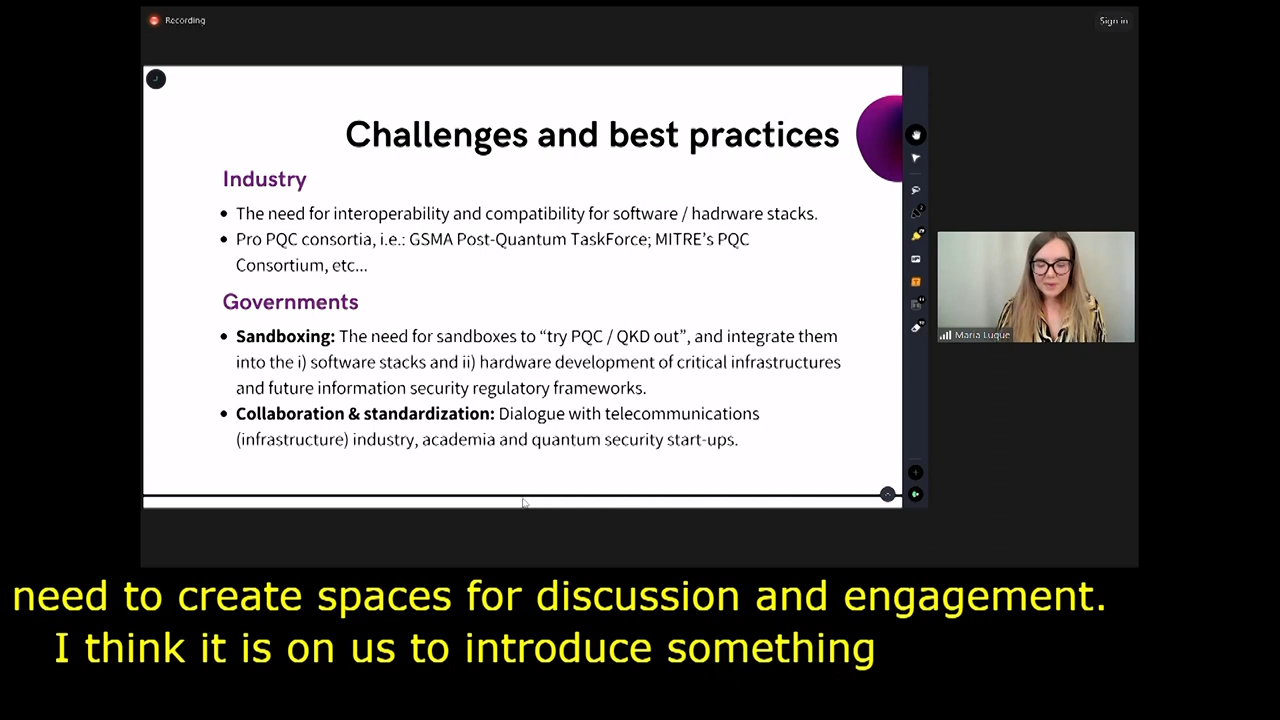 Recording
Sign in
Challenges and best practices
Industry
The need for interoperability and compatibility for software / hadrware stacks.
Pro PQC consortia, i.e.: GSMA Post-Quantum TaskForce; MITRE’s PQC
Consortium, etc...
Governments
Sandboxing: The need for sandboxes to “try PQC / QKD out”, and integrate them
into the i) software stacks and ii) hardware development of critical infrastructures
and future information security regulatory frameworks.
Collaboration & standardization: Dialogue with telecommunications
(infrastructure) industry, academia and quantum security start-ups.
Maria Luque
need to create spaces for discussion and engagement.
I think it is on us to introduce something